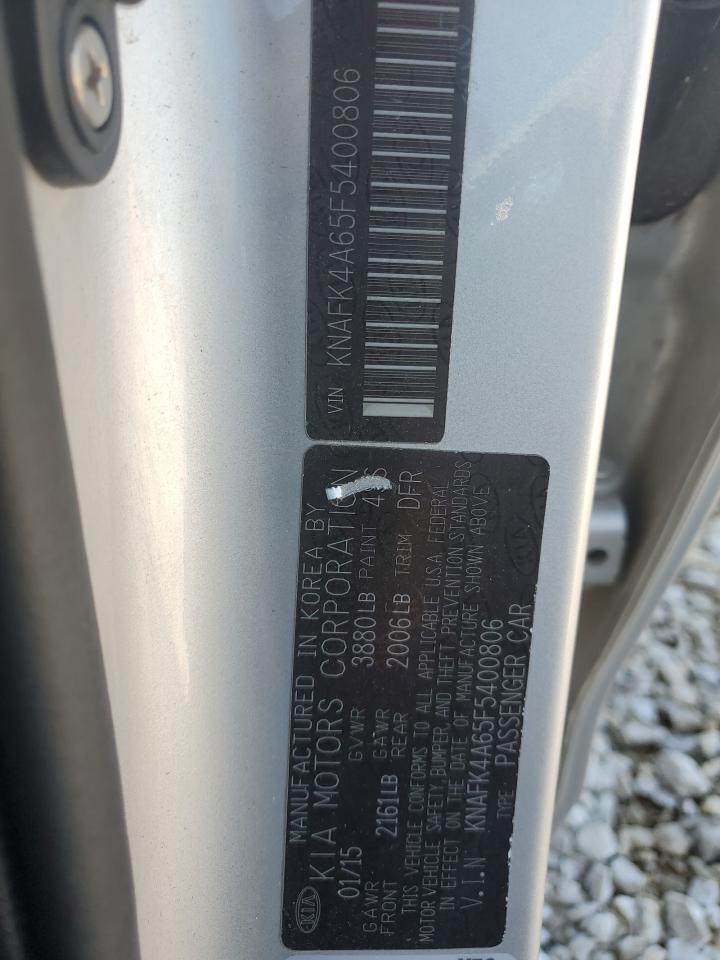 VIN KNAFK4A65F5400806
MANUFACTURED IN KOREA BY
KIA KIA MOTORS CORPORATION
01/15 GVWR 3880LB PAINT
GAWR FRONT 2161LB GAWR REAR 2006LB TRIM DFR
THIS VEHICLE CONFORMS TO ALL APPLICABLE U.S.A. FEDERAL
MOTOR VEHICLE SAFETY, BUMPER, AND THEFT PREVENTION STANDARDS
IN EFFECT ON THE DATE OF MANUFACTURE SHOWN ABOVE
V.I.N KNAFK4A65F5400806
TYPE: PASSENGER CAR